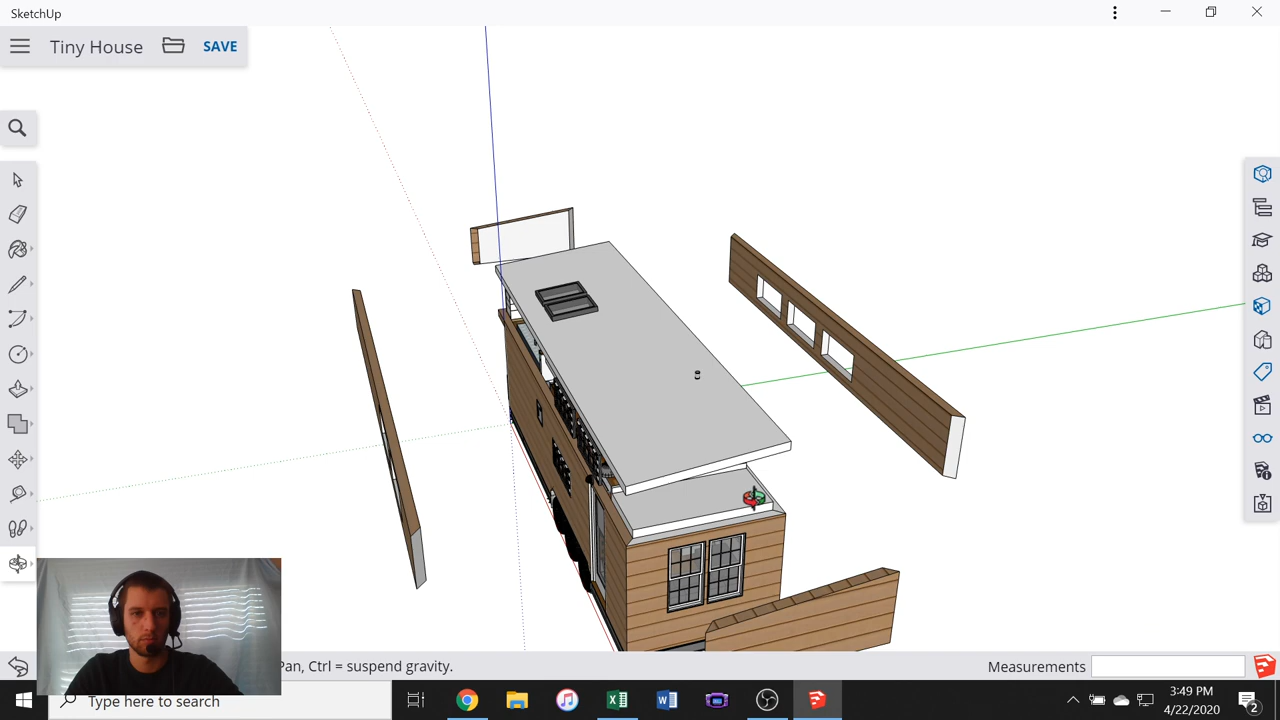 SketchUp
Tiny House
SAVE
Pan, Ctrl = suspend gravity.
Measurements
Type here to search
3:49 PM
4/22/2020
2